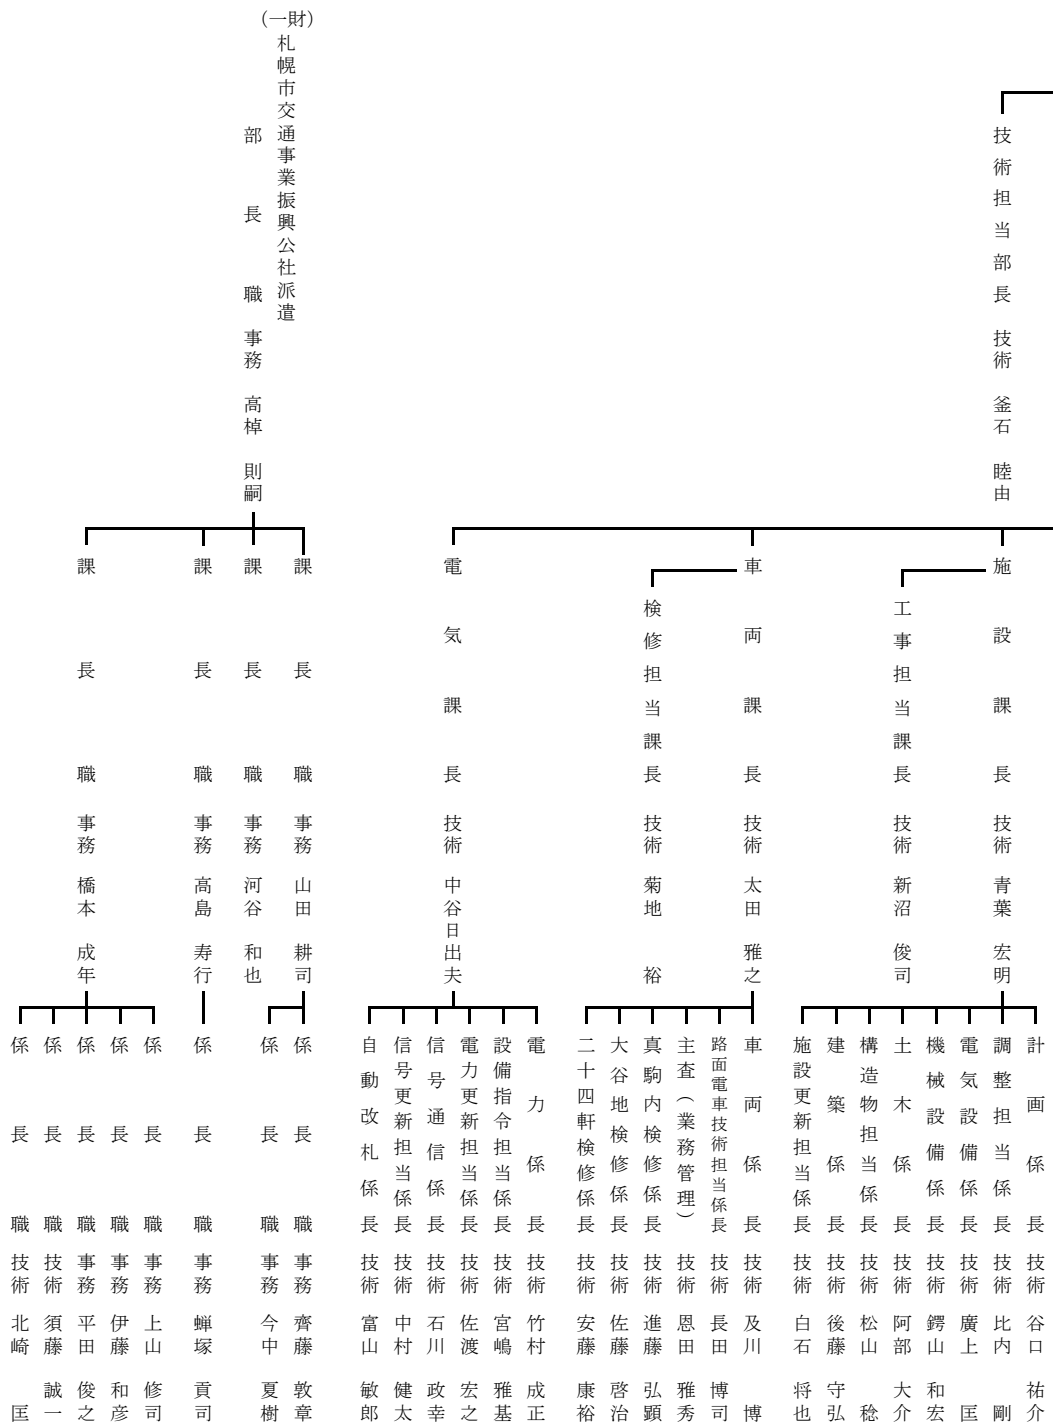 技術担当部長 技術 釜石 睦由
施設課長 技術 青葉 宏明
計画係長 技術 谷口 祐介
調整担当係長 技術 比内 剛
電気設備係長 技術 廣上 匡
機械設備係長 技術 鍔山 和宏
土木係長 技術 阿部 大介
構造物担当係長 技術 松山 稔
建築係長 技術 後藤 守弘
施設更新担当係長 技術 白石 将也
工事担当課長 技術 新沼 俊司
車両課長 技術 太田 雅之
車両係長 技術 及川 博
路面電車技術担当係長 技術 長田 博司
主査(業務管理) 技術 恩田 雅秀
真駒内検修係長 技術 進藤 弘顕
大谷地検修係長 技術 佐藤 啓治
二十四軒検修係長 技術 安藤 康裕
検修担当課長 技術 菊地 裕
電気課長 技術 中谷日出夫
電力係長 技術 竹村 成正
設備指令担当係長 技術 宮嶋 雅基
電力更新担当係長 技術 佐渡 宏之
信号通信係長 技術 石川 政幸
信号更新担当係長 技術 中村 健太
自動改札係長 技術 富山 敏郎
(一財)
札幌市交通事業振興公社派遣
部長職 事務 高棹 則嗣
課長職 事務 山田 耕司
係長職 事務 齊藤 敦章
係長職 事務 今中 夏樹
課長職 事務 河谷 和也
課長職 事務 高島 寿行
係長職 事務 蝉塚 貢司
課長職 事務 橋本 成年
係長職 事務 上山 修司
係長職 事務 伊藤 和彦
係長職 事務 平田 俊之
係長職 技術 須藤 誠一
係長職 技術 北崎 匡